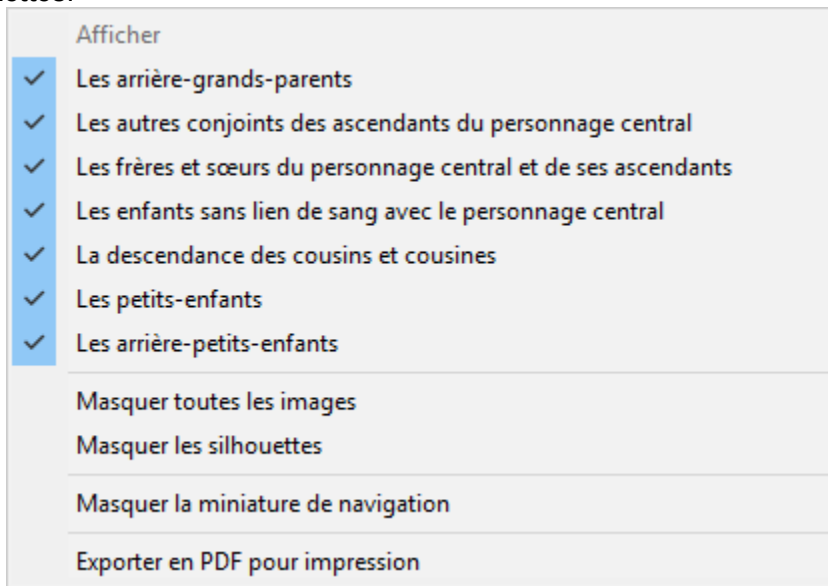 Afficher
Les arrière-grands-parents
Les autres conjoints des ascendants du personnage central
Les frères et sœurs du personnage central et de ses ascendants
Les enfants sans lien de sang avec le personnage central
La descendance des cousins et cousines
Les petits-enfants
Les arrière-petits-enfants
Masquer toutes les images
Masquer les silhouettes
Masquer la miniature de navigation
Exporter en PDF pour impression